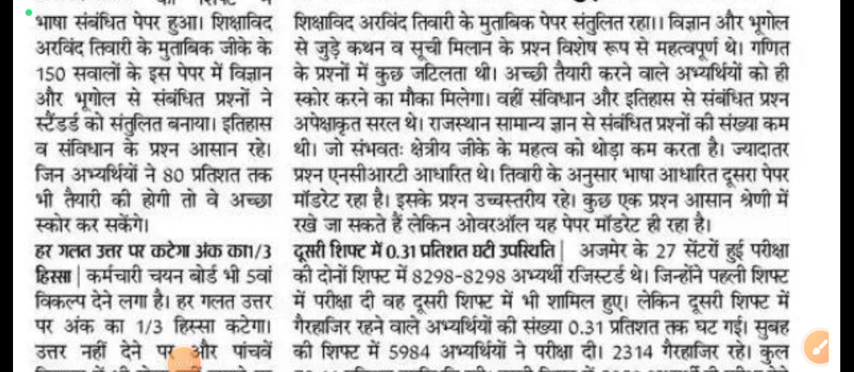 भाषा संबंधित पेपर हुआ। शिक्षाविद
अरविंद तिवारी के मुताबिक जीके के
150 सवालों के इस पेपर में विज्ञान
और भूगोल से संबंधित प्रश्नों ने
स्टैंडर्ड को संतुलित बनाया। इतिहास
व संविधान के प्रश्न आसान रहे।
जिन अभ्यर्थियों ने 80 प्रतिशत तक
भी तैयारी की होगी तो वे अच्छा
स्कोर कर सकेंगे।
हर गलत उत्तर पर कटेगा अंक का1/3
हिस्सा | कर्मचारी चयन बोर्ड भी 5वां
विकल्प देने लगा है। हर गलत उत्तर
पर अंक का 1/3 हिस्सा कटेगा।
उत्तर नहीं देने पर और पांचवें
शिक्षाविद अरविंद तिवारी के मुताबिक पेपर संतुलित रहा।। विज्ञान और भूगोल
से जुड़े कथन व सूची मिलान के प्रश्न विशेष रूप से महत्वपूर्ण थे। गणित
के प्रश्नों में कुछ जटिलता थी। अच्छी तैयारी करने वाले अभ्यर्थियों को ही
स्कोर करने का मौका मिलेगा। वहीं संविधान और इतिहास से संबंधित प्रश्न
अपेक्षाकृत सरल थे। राजस्थान सामान्य ज्ञान से संबंधित प्रश्नों की संख्या कम
थी। जो संभवतः क्षेत्रीय जीके के महत्व को थोड़ा कम करता है। ज्यादातर
प्रश्न एनसीआरटी आधारित थे। तिवारी के अनुसार भाषा आधारित दूसरा पेपर
मॉडरेट रहा है। इसके प्रश्न उच्चस्तरीय रहे। कुछ एक प्रश्न आसान श्रेणी में
रखे जा सकते हैं लेकिन ओवरऑल यह पेपर मॉडरेट ही रहा है।
दूसरी शिफ्ट में 0.31 प्रतिशत घटी उपस्थिति | अजमेर के 27 सेंटरों हुई परीक्षा
की दोनों शिफ्ट में 8298-8298 अभ्यर्थी रजिस्टर्ड थे। जिन्होंने पहली शिफ्ट
में परीक्षा दी वह दूसरी शिफ्ट में भी शामिल हुए। लेकिन दूसरी शिफ्ट में
गैरहाजिर रहने वाले अभ्यर्थियों की संख्या 0.31 प्रतिशत तक घट गई। सुबह
की शिफ्ट में 5984 अभ्यर्थियों ने परीक्षा दी। 2314 गैरहाजिर रहे। कुल